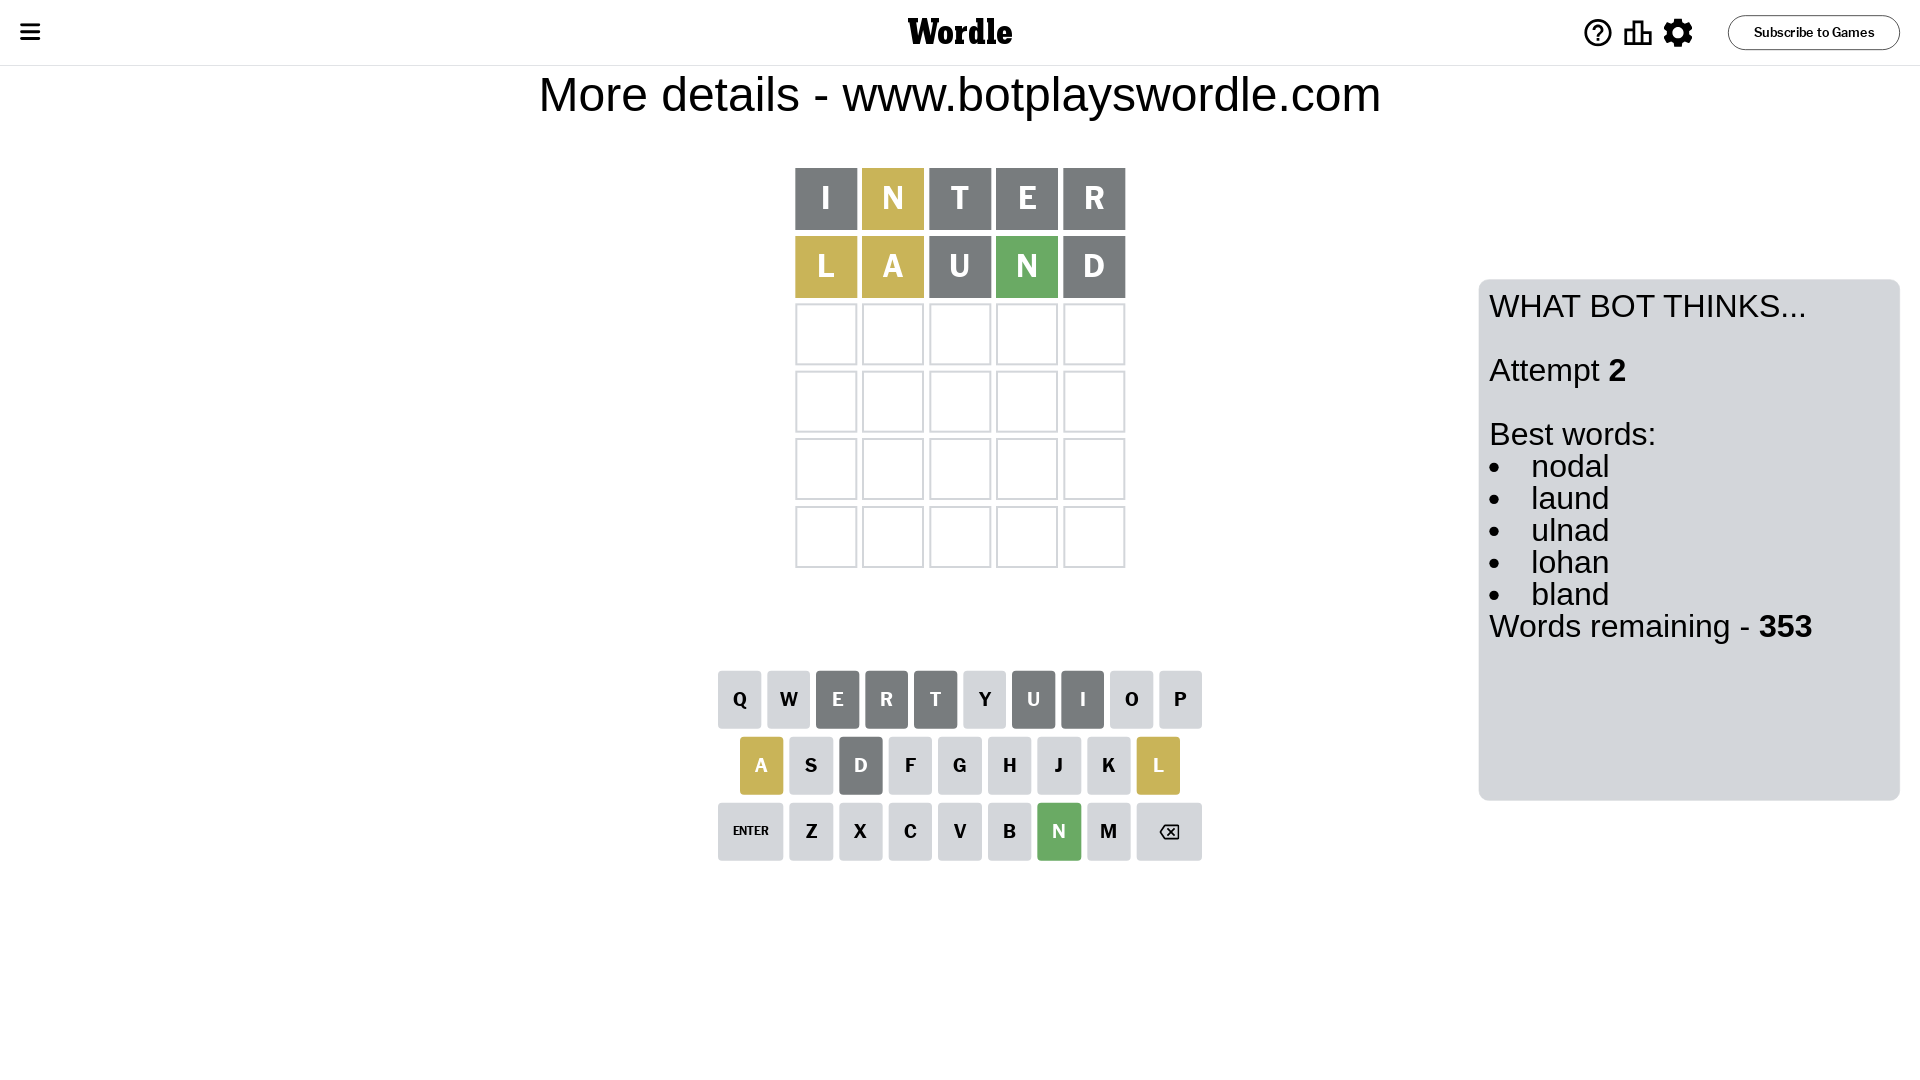 Wordle
Subscribe to Games
More details - www.botplayswordle.com
I N T E R
L A U N D
WHAT BOT THINKS...
Attempt 2
Best words:
• nodal
• laund
• ulnad
• lohan
• bland
Words remaining - 353
Q W E R T Y U I O P
A S D F G H J K L
ENTER Z X C V B N M